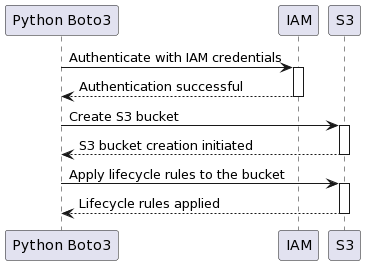 Python Boto3 IAM S3
Authenticate with IAM credentials
Authentication successful
Create S3 bucket
S3 bucket creation initiated
Apply lifecycle rules to the bucket
Lifecycle rules applied
Python Boto3 IAM S3